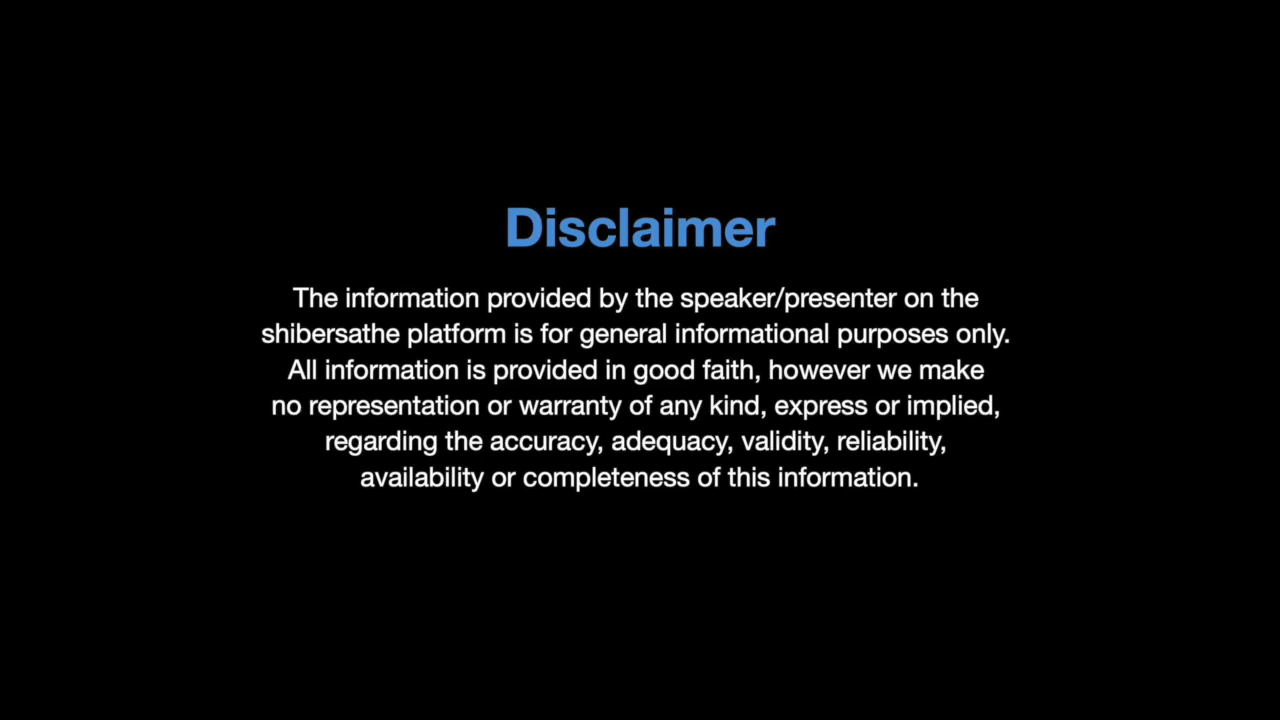 Disclaimer
The information provided by the speaker/presenter on the
shibersathe platform is for general informational purposes only.
All information is provided in good faith, however we make
no representation or warranty of any kind, express or implied,
regarding the accuracy, adequacy, validity, reliability,
availability or completeness of this information.